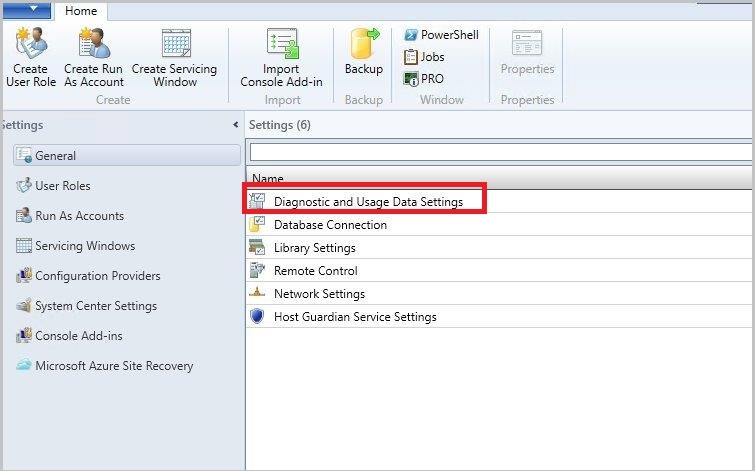 Home
Create
User Role
Create Run
As Account
Create Servicing
Window
Import
Console Add-in
Backup
PowerShell
Jobs
PRO
Properties
Create
Import
Backup
Window
Properties
Settings
General
User Roles
Run As Accounts
Servicing Windows
Configuration Providers
System Center Settings
Console Add-ins
Microsoft Azure Site Recovery
Settings (6)
Name
Diagnostic and Usage Data Settings
Database Connection
Library Settings
Remote Control
Network Settings
Host Guardian Service Settings